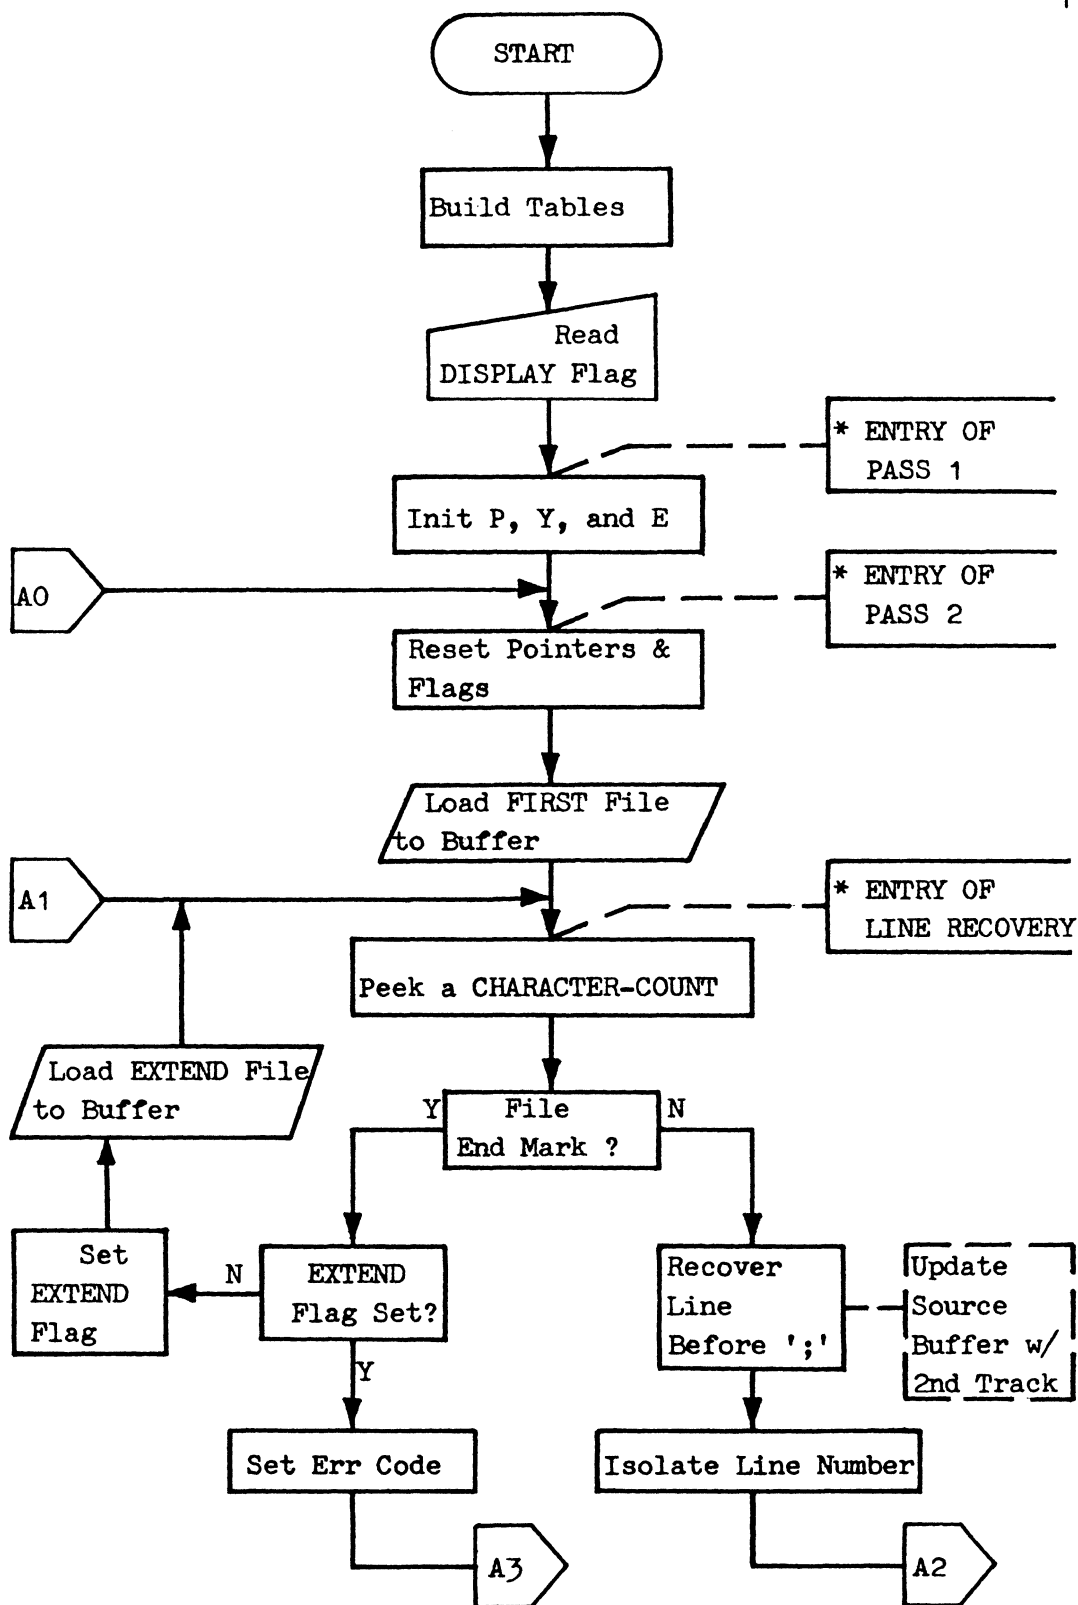 START
Build Tables
Read
DISPLAY Flag
* ENTRY OF
PASS 1
Init P, Y, and E
A0
* ENTRY OF
PASS 2
Reset Pointers &
Flags
Load FIRST File
to Buffer
A1
* ENTRY OF
LINE RECOVERY
Peek a CHARACTER-COUNT
Load EXTEND File
to Buffer
Y
File
End Mark ?
N
Set
EXTEND
Flag
N
EXTEND
Flag Set?
Y
Recover
Line
Before ';'
Update
Source
Buffer w/
2nd Track
Set Err Code
Isolate Line Number
A3
A2